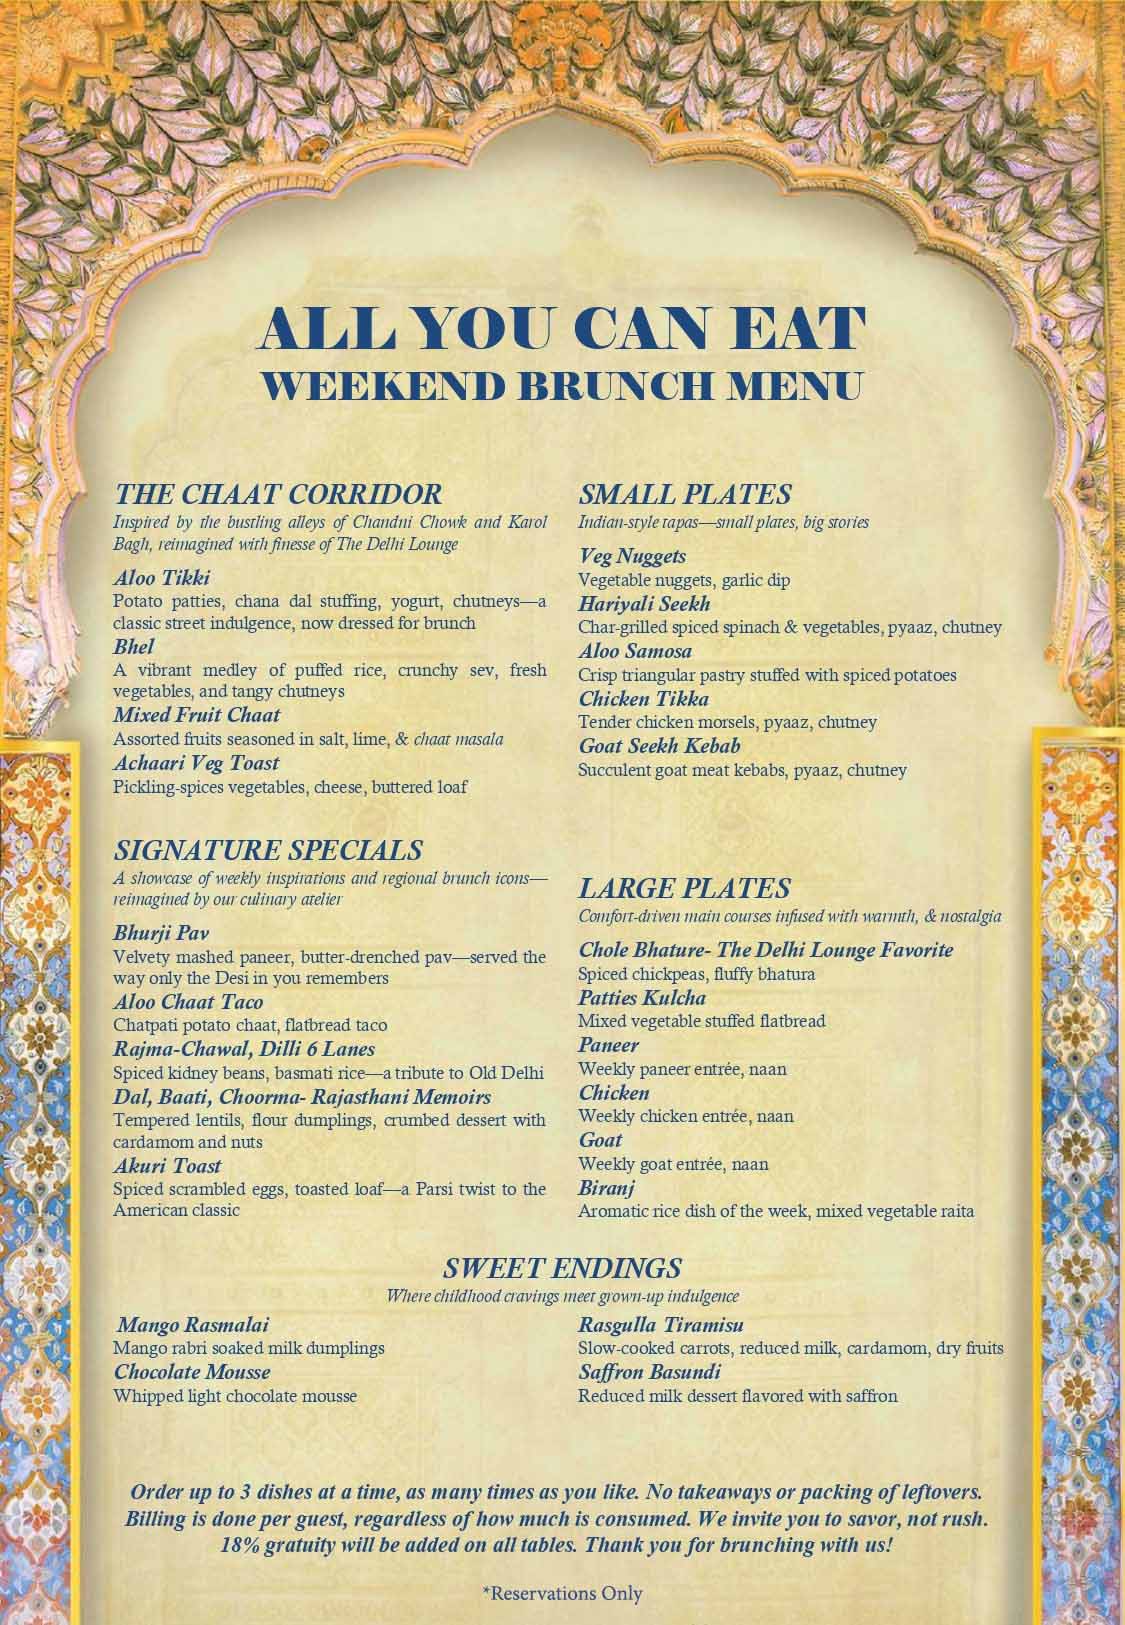 ALL YOU CAN EAT
WEEKEND BRUNCH MENU
THE CHAAT CORRIDOR
Inspired by the bustling alleys of Chandni Chowk and Karol
Bagh, reimagined with finesse of The Delhi Lounge
Aloo Tikki
Potato patties, chana dal stuffing, yogurt, chutneys—a
classic street indulgence, now dressed for brunch
Bhel
A vibrant medley of puffed rice, crunchy sev, fresh
vegetables, and tangy chutneys
Mixed Fruit Chaat
Assorted fruits seasoned in salt, lime, & chaat masala
Achaari Veg Toast
Pickling-spices vegetables, cheese, buttered loaf
SIGNATURE SPECIALS
A showcase of weekly inspirations and regional brunch icons—
reimagined by our culinary atelier
Bhurji Pav
Velvety mashed paneer, butter-drenched pav—served the
way only the Desi in you remembers
Aloo Chaat Taco
Chatpati potato chaat, flatbread taco
Rajma-Chawal, Dilli 6 Lanes
Spiced kidney beans, basmati rice—a tribute to Old Delhi
Dal, Baati, Choorma- Rajasthani Memoirs
Tempered lentils, flour dumplings, crumbed dessert with
cardamom and nuts
Akuri Toast
Spiced scrambled eggs, toasted loaf—a Parsi twist to the
American classic
SMALL PLATES
Indian-style tapas—small plates, big stories
Veg Nuggets
Vegetable nuggets, garlic dip
Hariyali Seekh
Char-grilled spiced spinach & vegetables, pyaaz, chutney
Aloo Samosa
Crisp triangular pastry stuffed with spiced potatoes
Chicken Tikka
Tender chicken morsels, pyaaz, chutney
Goat Seekh Kebab
Succulent goat meat kebabs, pyaaz, chutney
LARGE PLATES
Comfort-driven main courses infused with warmth, & nostalgia
Chole Bhature- The Delhi Lounge Favorite
Spiced chickpeas, fluffy bhatura
Patties Kulcha
Mixed vegetable stuffed flatbread
Paneer
Weekly paneer entrée, naan
Chicken
Weekly chicken entrée, naan
Goat
Weekly goat entrée, naan
Biranj
Aromatic rice dish of the week, mixed vegetable raita
SWEET ENDINGS
Where childhood cravings meet grown-up indulgence
Mango Rasmalai
Mango rabri soaked milk dumplings
Chocolate Mousse
Whipped light chocolate mousse
Rasgulla Tiramisu
Slow-cooked carrots, reduced milk, cardamom, dry fruits
Saffron Basundi
Reduced milk dessert flavored with saffron
Order up to 3 dishes at a time, as many times as you like. No takeaways or packing of leftovers.
Billing is done per guest, regardless of how much is consumed. We invite you to savor, not rush.
18% gratuity will be added on all tables. Thank you for brunching with us!
*Reservations Only